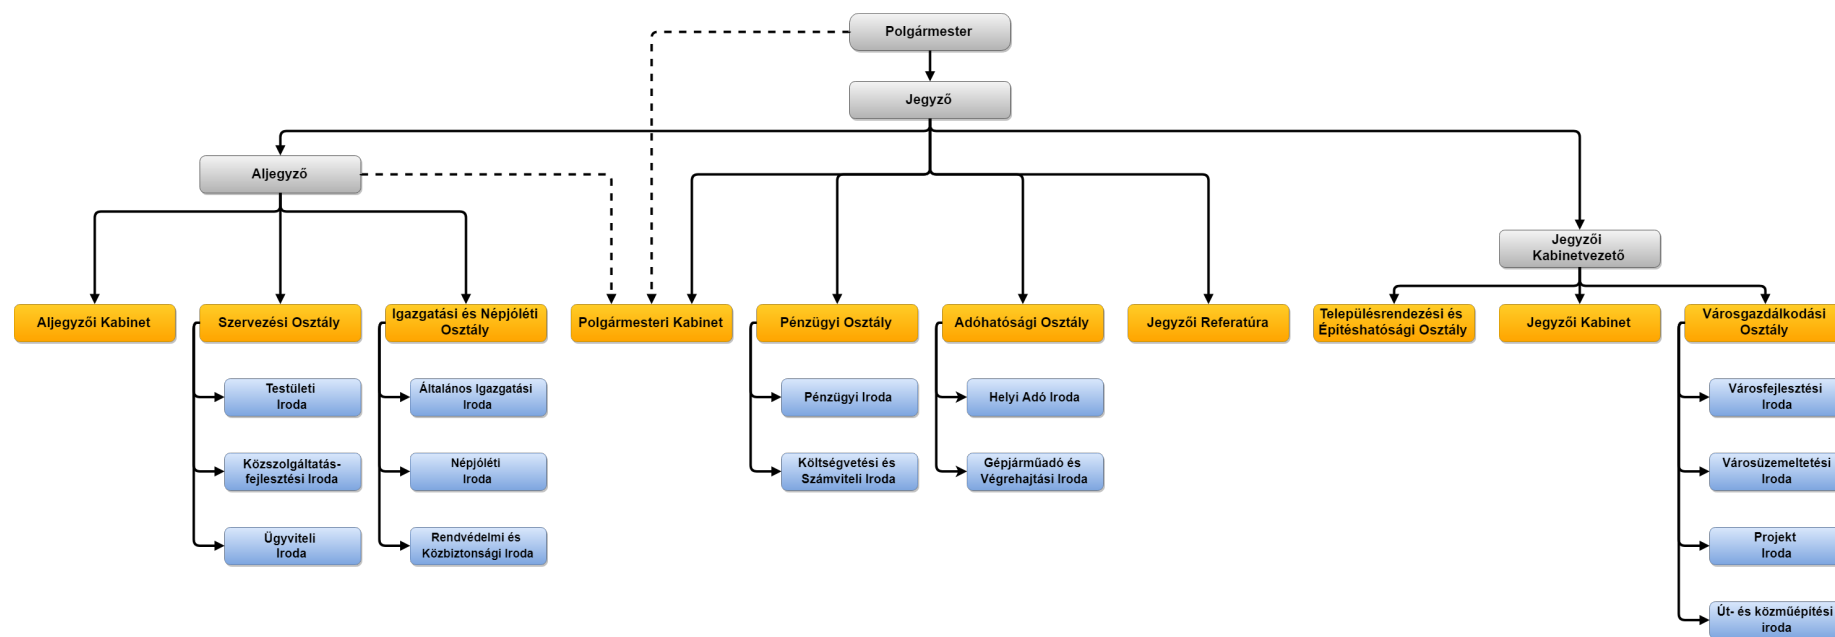 Polgármester
Jegyző
Aljegyző
Jegyzői
Kabinetvezető
Aljegyzői Kabinet
Szervezési Osztály
Igazgatási és Népjóléti
Osztály
Polgármesteri Kabinet
Pénzügyi Osztály
Adóhatósági Osztály
Jegyzői Referatúra
Településrendezési és
Építéshatósági Osztály
Jegyzői Kabinet
Városgazdálkodási
Osztály
Testületi
Iroda
Általános Igazgatási
Iroda
Pénzügyi Iroda
Helyi Adó Iroda
Városfejlesztési
Iroda
Közszolgáltatás-
fejlesztési Iroda
Népjóléti
Iroda
Költségvetési és
Számviteli Iroda
Gépjárműadó és
Végrehajtási Iroda
Városüzemeltetési
Iroda
Ügyviteli
Iroda
Rendvédelmi és
Közbiztonsági Iroda
Projekt
Iroda
Út- és közműépítési
iroda